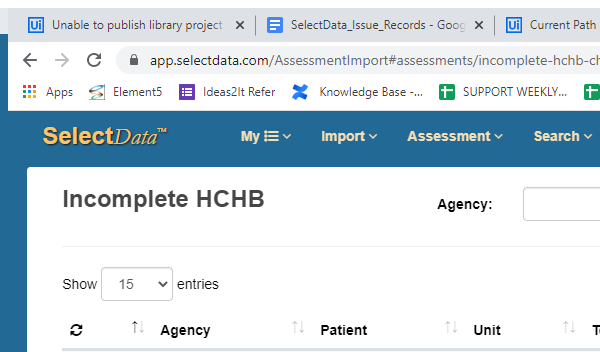 Ui Unable to publish library project SelectData_Issue_Records - Goog Ui Current Path
app.selectdata.com/AssessmentImport#assessments/incomplete-hchb-ch
Apps Element5 Ideas2It Refer Knowledge Base -... SUPPORT WEEKLY...
SelectData™ My Import Assessment Search
Incomplete HCHB
Agency:
Show 15 entries
Agency Patient Unit